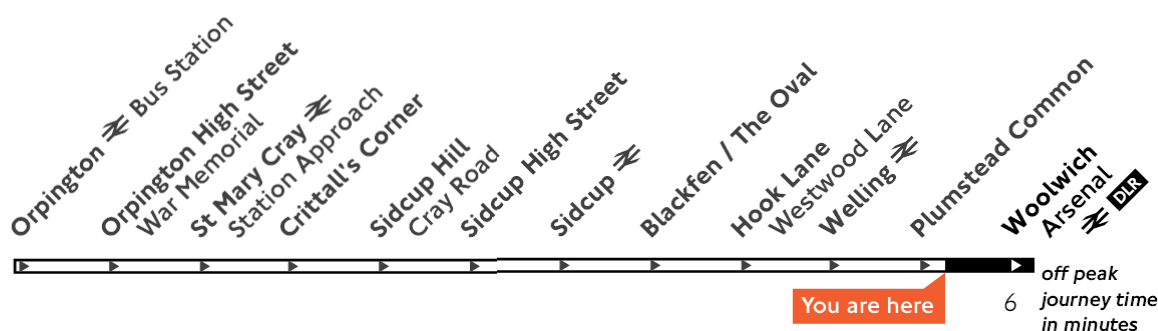 Orpington Bus Station
Orpington High Street
War Memorial
St Mary Cray
Station Approach
Crittall's Corner
Sidcup Hill
Cray Road
Sidcup High Street
Sidcup
Blackfen / The Oval
Hook Lane
Westwood Lane
Welling
Plumstead Common
Woolwich
Arsenal
DLR
You are here
6
off peak
journey time
in minutes